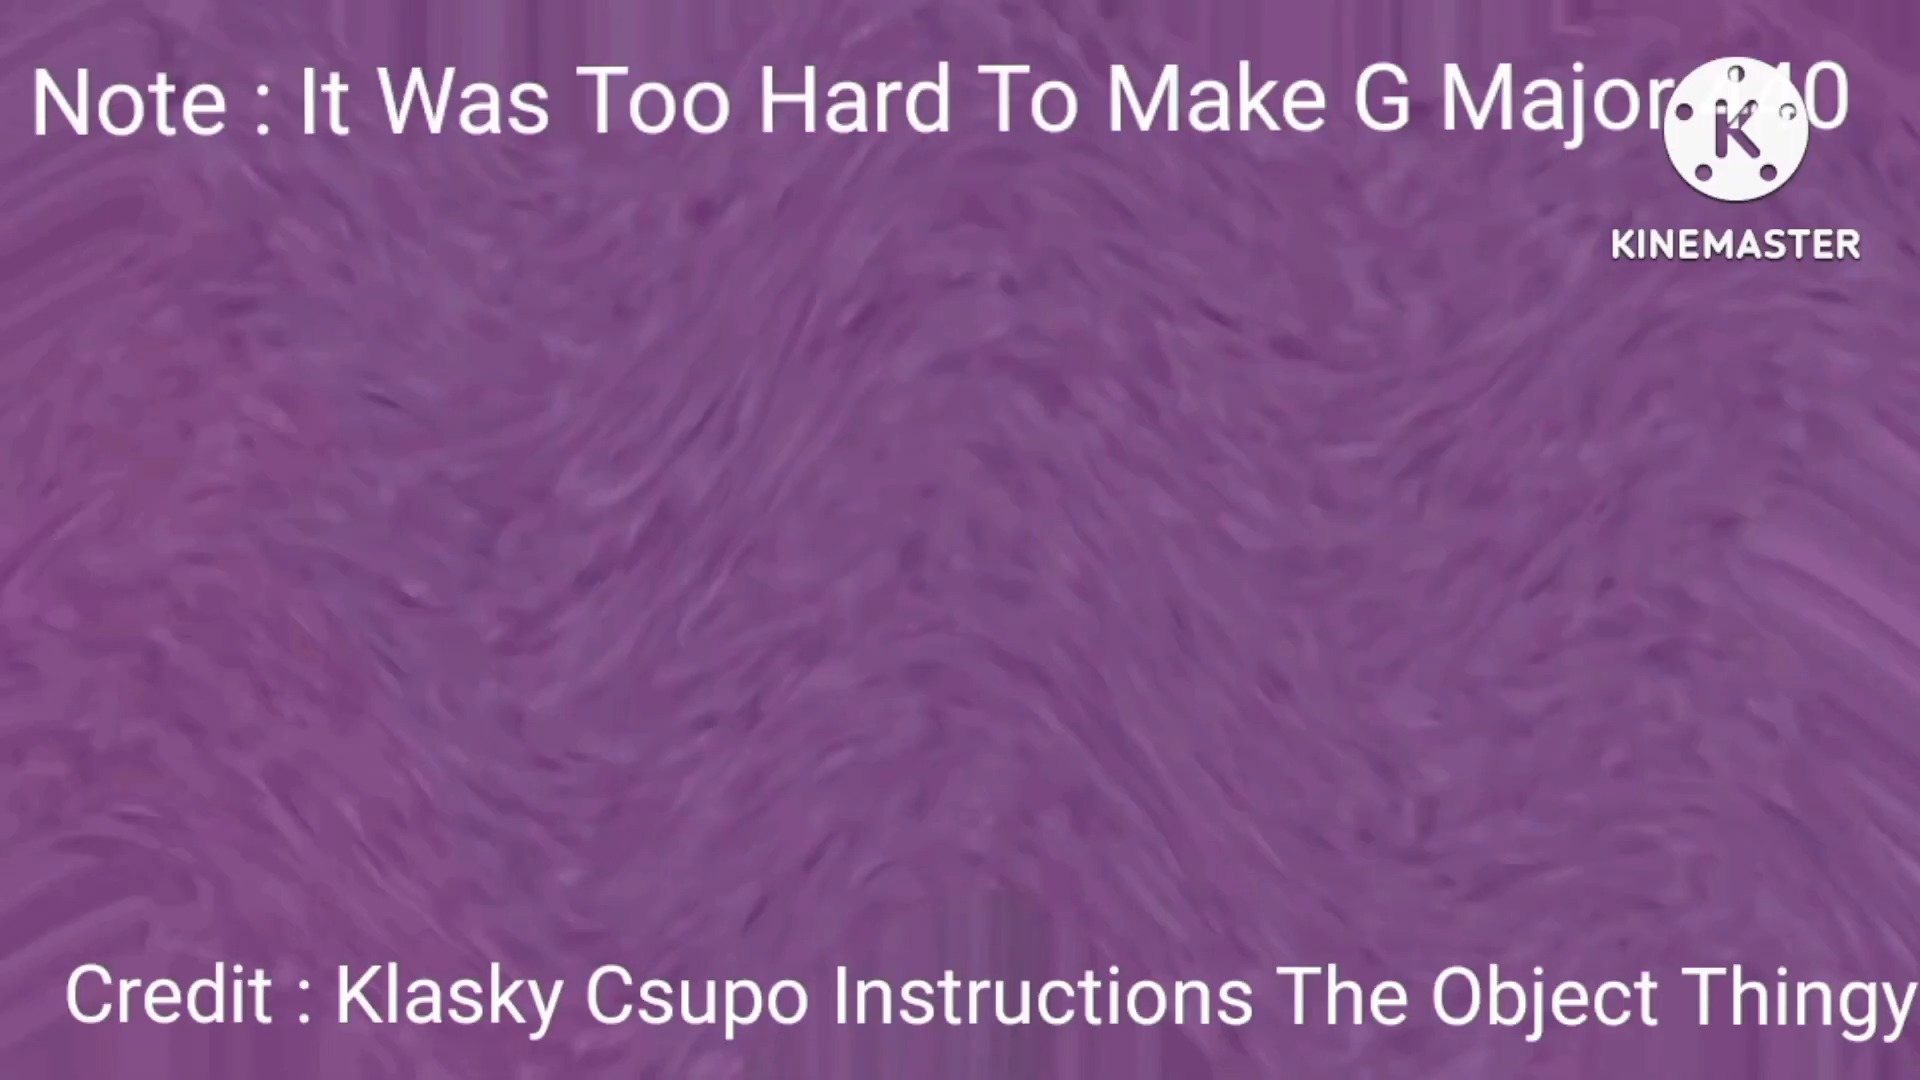 Note : It Was Too Hard To Make G Major
KINEMASTER
Credit : Klasky Csupo Instructions The Object Thingy